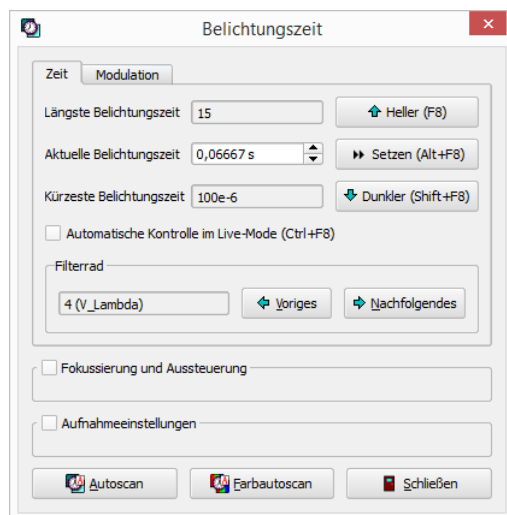 Belichtungszeit
Zeit Modulation
Längste Belichtungszeit 15 Heller (F8)
Aktuelle Belichtungszeit 0,06667 s Setzen (Alt+F8)
Kürzeste Belichtungszeit 100e-6 Dunkler (Shift+F8)
Automatische Kontrolle im Live-Mode (Ctrl+F8)
Filterrad
4 (V_Lambda) Voriges Nachfolgendes
Fokussierung und Aussteuerung
Aufnahmeeinstellungen
Autoscan Farbautoscan Schließen